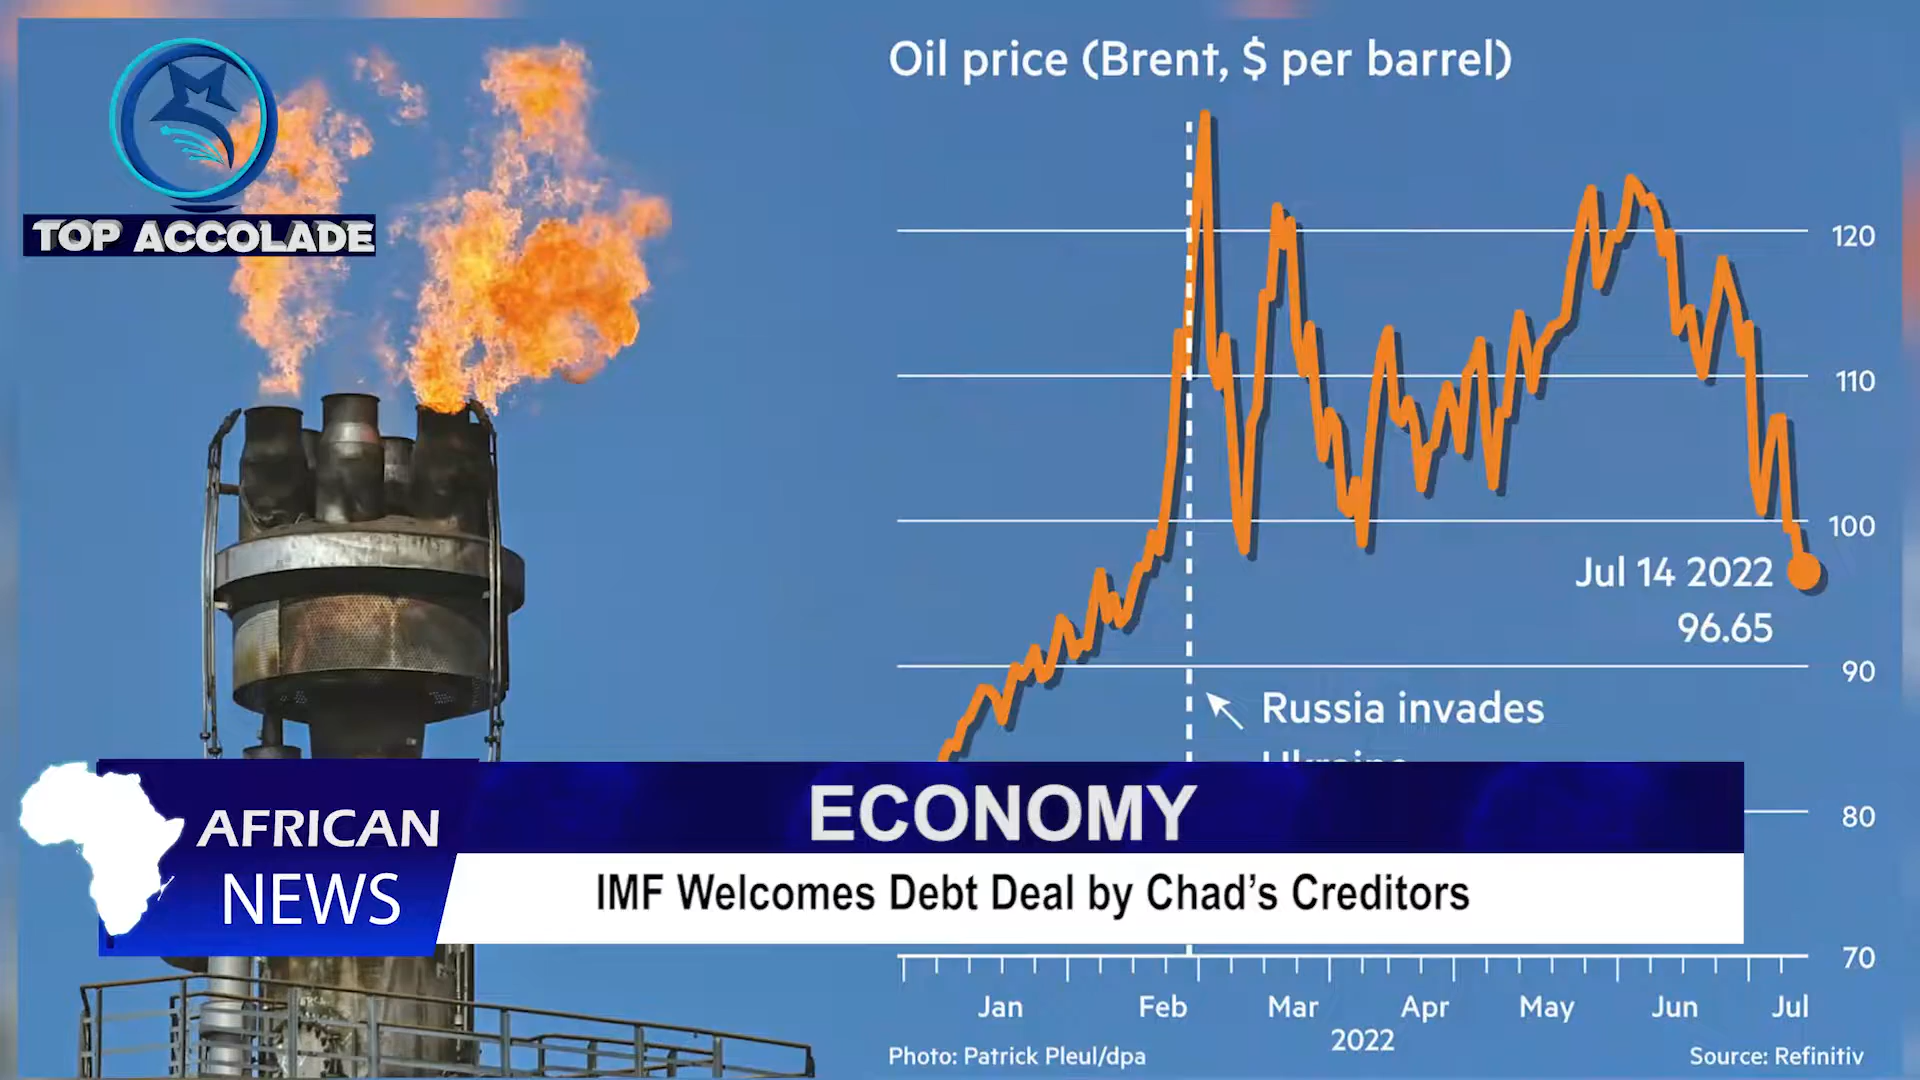 TOP ACCOLADE
Oil price (Brent, $ per barrel)
120
110
100
Jul 14 2022
96.65
90
Russia invades
Ukraine
80
70
Jan Feb Mar Apr May Jun Jul
2022
Photo: Patrick Pleul/dpa
Source: Refinitiv
AFRICAN
NEWS
ECONOMY
IMF Welcomes Debt Deal by Chad’s Creditors